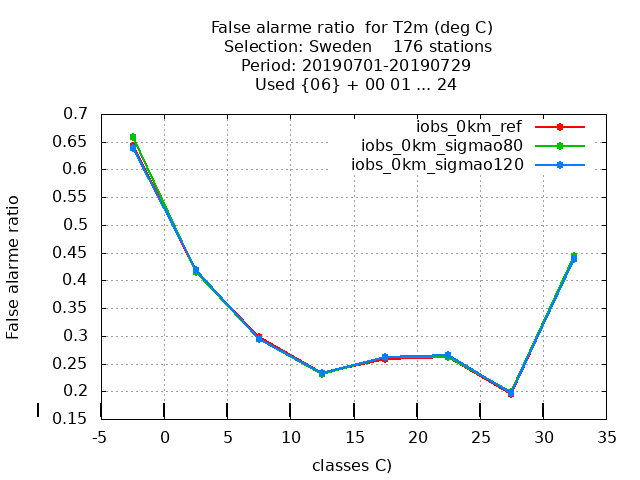 False alarme ratio  for T2m (deg C)
Selection: Sweden    176 stations
Period: 20190701-20190729
Used {06} + 00 01 ... 24
iobs_0km_ref
iobs_0km_sigmao80
iobs_0km_sigmao120
False alarme ratio
0.7
0.65
0.6
0.55
0.5
0.45
0.4
0.35
0.3
0.25
0.2
0.15
-5 0 5 10 15 20 25 30 35
classes C)